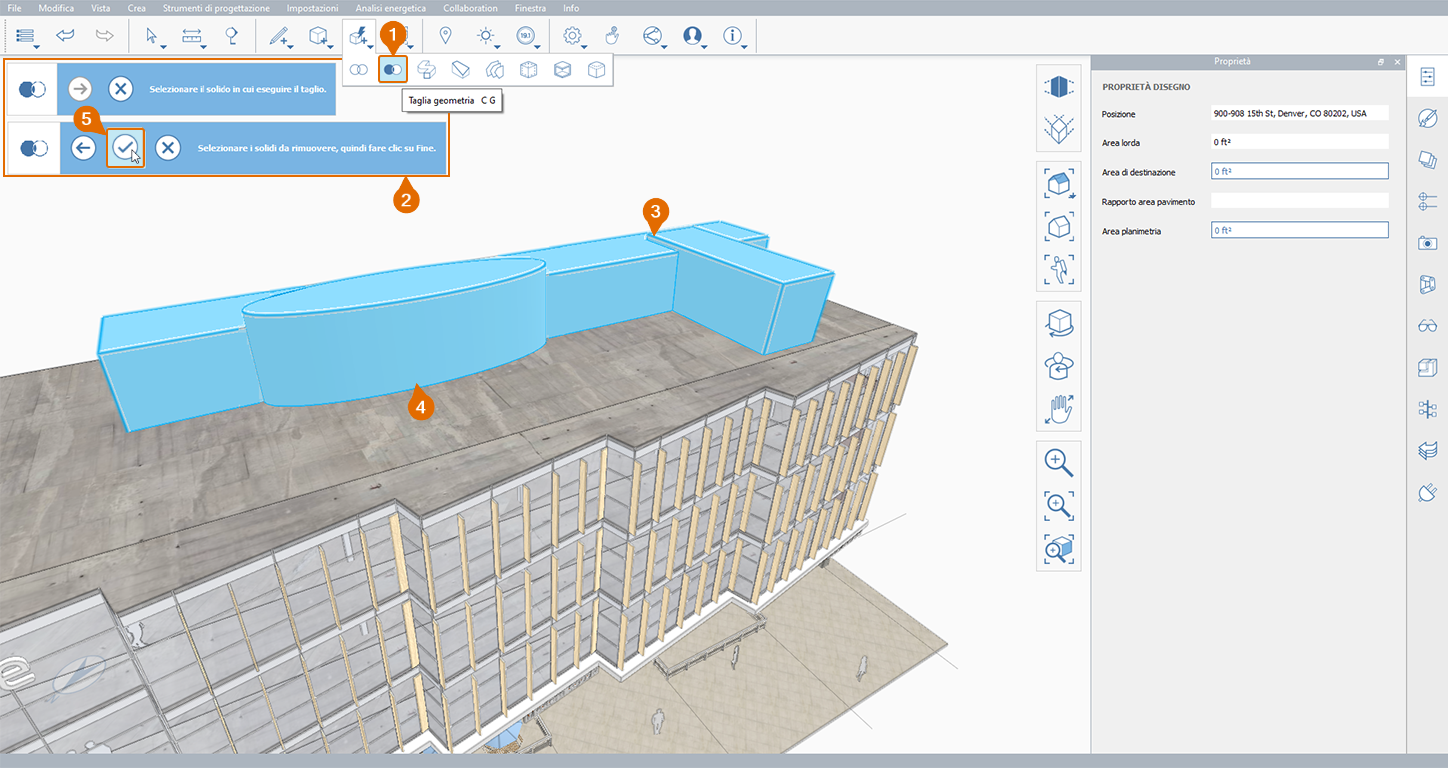 File Modifica Vista Crea Strumenti di progettazione Impostazioni Analisi energetica Collaboration Finestra Info
191
1
Taglia geometria C G
Selezionare il solido in cui eseguire il taglio.
5
Selezionare i solidi da rimuovere, quindi fare clic su Fine.
2
3
4
Proprietà
PROPRIETÀ DISEGNO
Posizione 900-908 15th St, Denver, CO 80202, USA
Area lorda 0 ft²
Area di destinazione 0 ft²
Rapporto area pavimento
Area planimetria 0 ft²